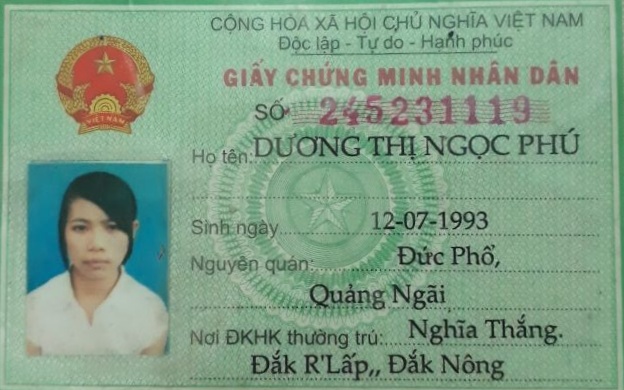 CỘNG HÒA XÃ HỘI CHỦ NGHĨA VIỆT NAM
Độc lập - Tự do - Hạnh phúc
GIẤY CHỨNG MINH NHÂN DÂN
SỐ 245231119
Họ tên: DƯƠNG THỊ NGỌC PHÚ
Sinh ngày 12-07-1993
Nguyên quán: Đức Phổ,
Quảng Ngãi
Nơi ĐKHK thường trú: Nghĩa Thắng.
Đắk R'Lấp,, Đắk Nông
VIỆT NAM